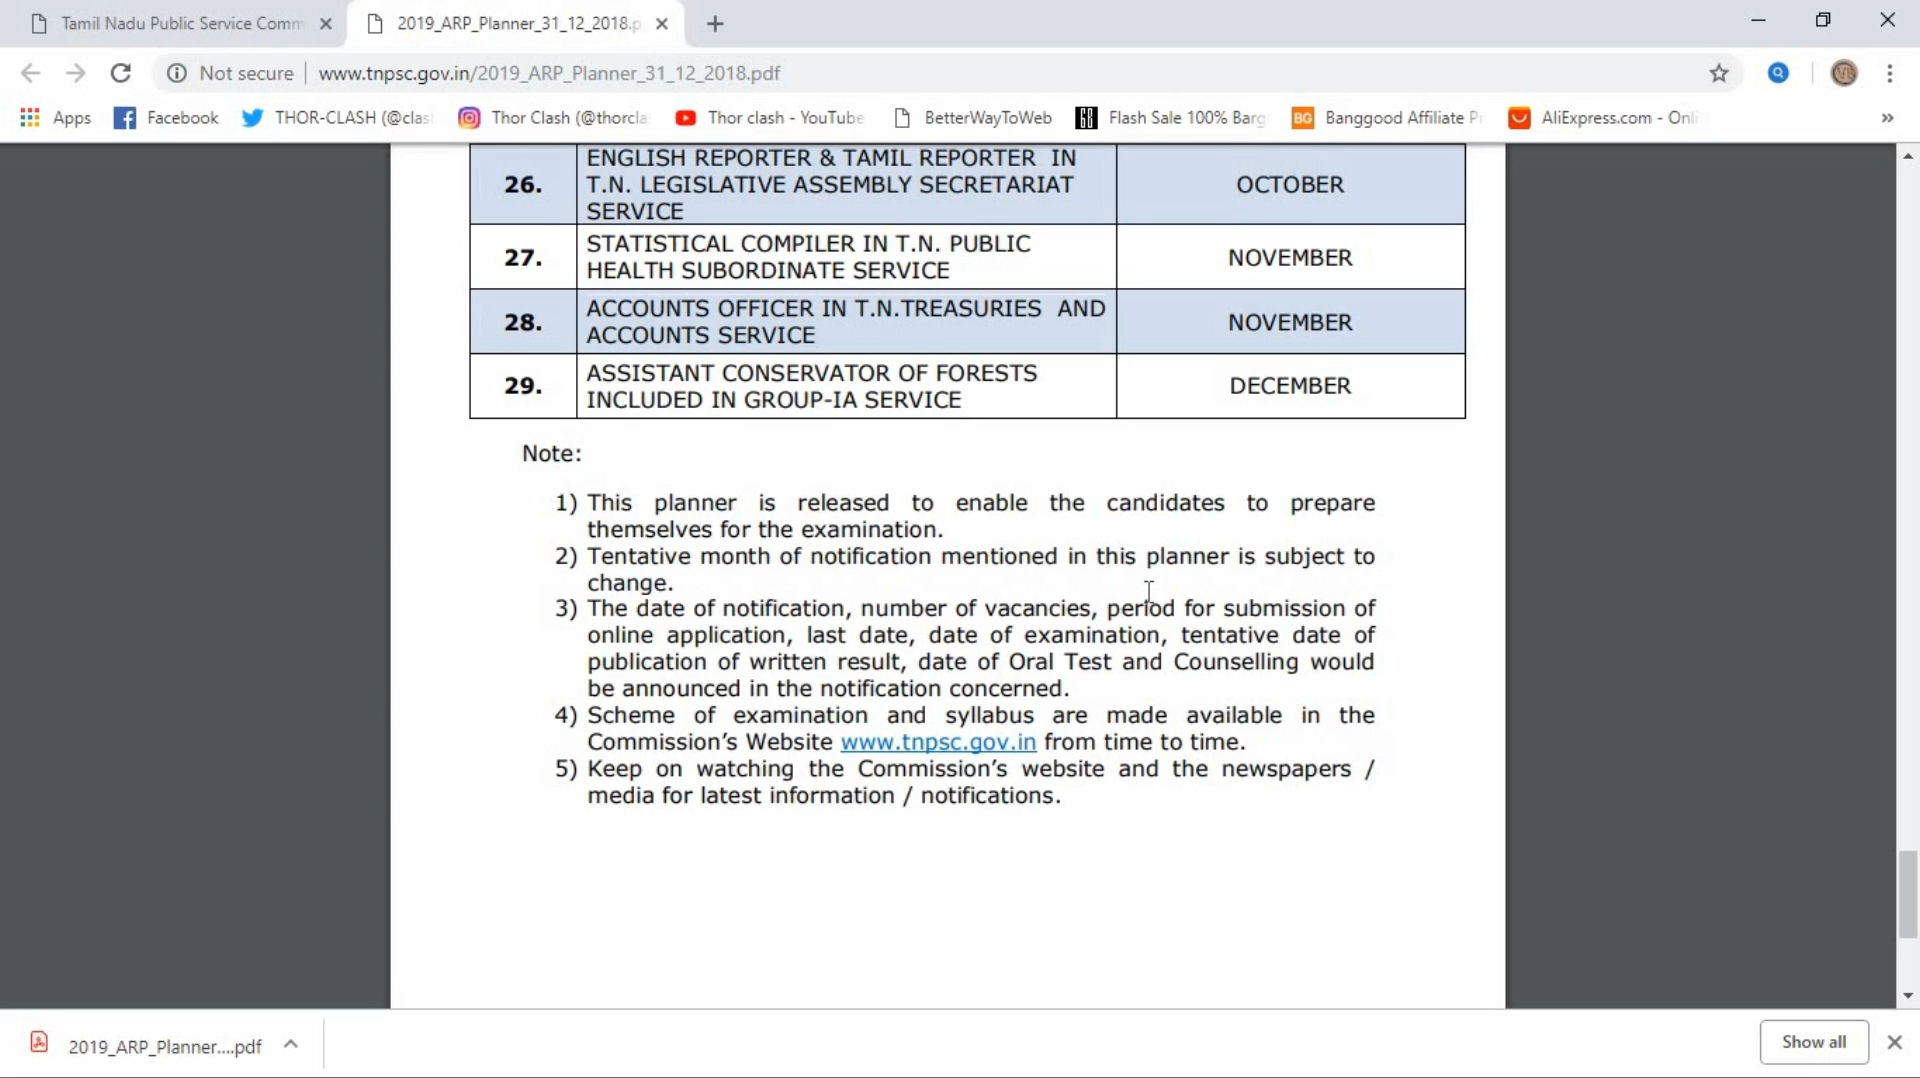 Tamil Nadu Public Service Comm
2019_ARP_Planner_31_12_2018.p
Not secure
www.tnpsc.gov.in/2019_ARP_Planner_31_12_2018.pdf
Apps
Facebook
THOR-CLASH (@clas
Thor Clash (@thorcla
Thor clash - YouTube
BetterWayToWeb
Flash Sale 100% Barg
BG
Banggood Affiliate P
AliExpress.com - Onli
»
26.
ENGLISH REPORTER & TAMIL REPORTER IN
T.N. LEGISLATIVE ASSEMBLY SECRETARIAT
SERVICE
OCTOBER
27.
STATISTICAL COMPILER IN T.N. PUBLIC
HEALTH SUBORDINATE SERVICE
NOVEMBER
28.
ACCOUNTS OFFICER IN T.N.TREASURIES AND
ACCOUNTS SERVICE
NOVEMBER
29.
ASSISTANT CONSERVATOR OF FORESTS
INCLUDED IN GROUP-IA SERVICE
DECEMBER
Note:
1) This planner is released to enable the candidates to prepare
themselves for the examination.
2) Tentative month of notification mentioned in this planner is subject to
change.
3) The date of notification, number of vacancies, period for submission of
online application, last date, date of examination, tentative date of
publication of written result, date of Oral Test and Counselling would
be announced in the notification concerned.
4) Scheme of examination and syllabus are made available in the
Commission's Website www.tnpsc.gov.in from time to time.
5) Keep on watching the Commission's website and the newspapers /
media for latest information / notifications.
2019_ARP_Planner....pdf
Show all